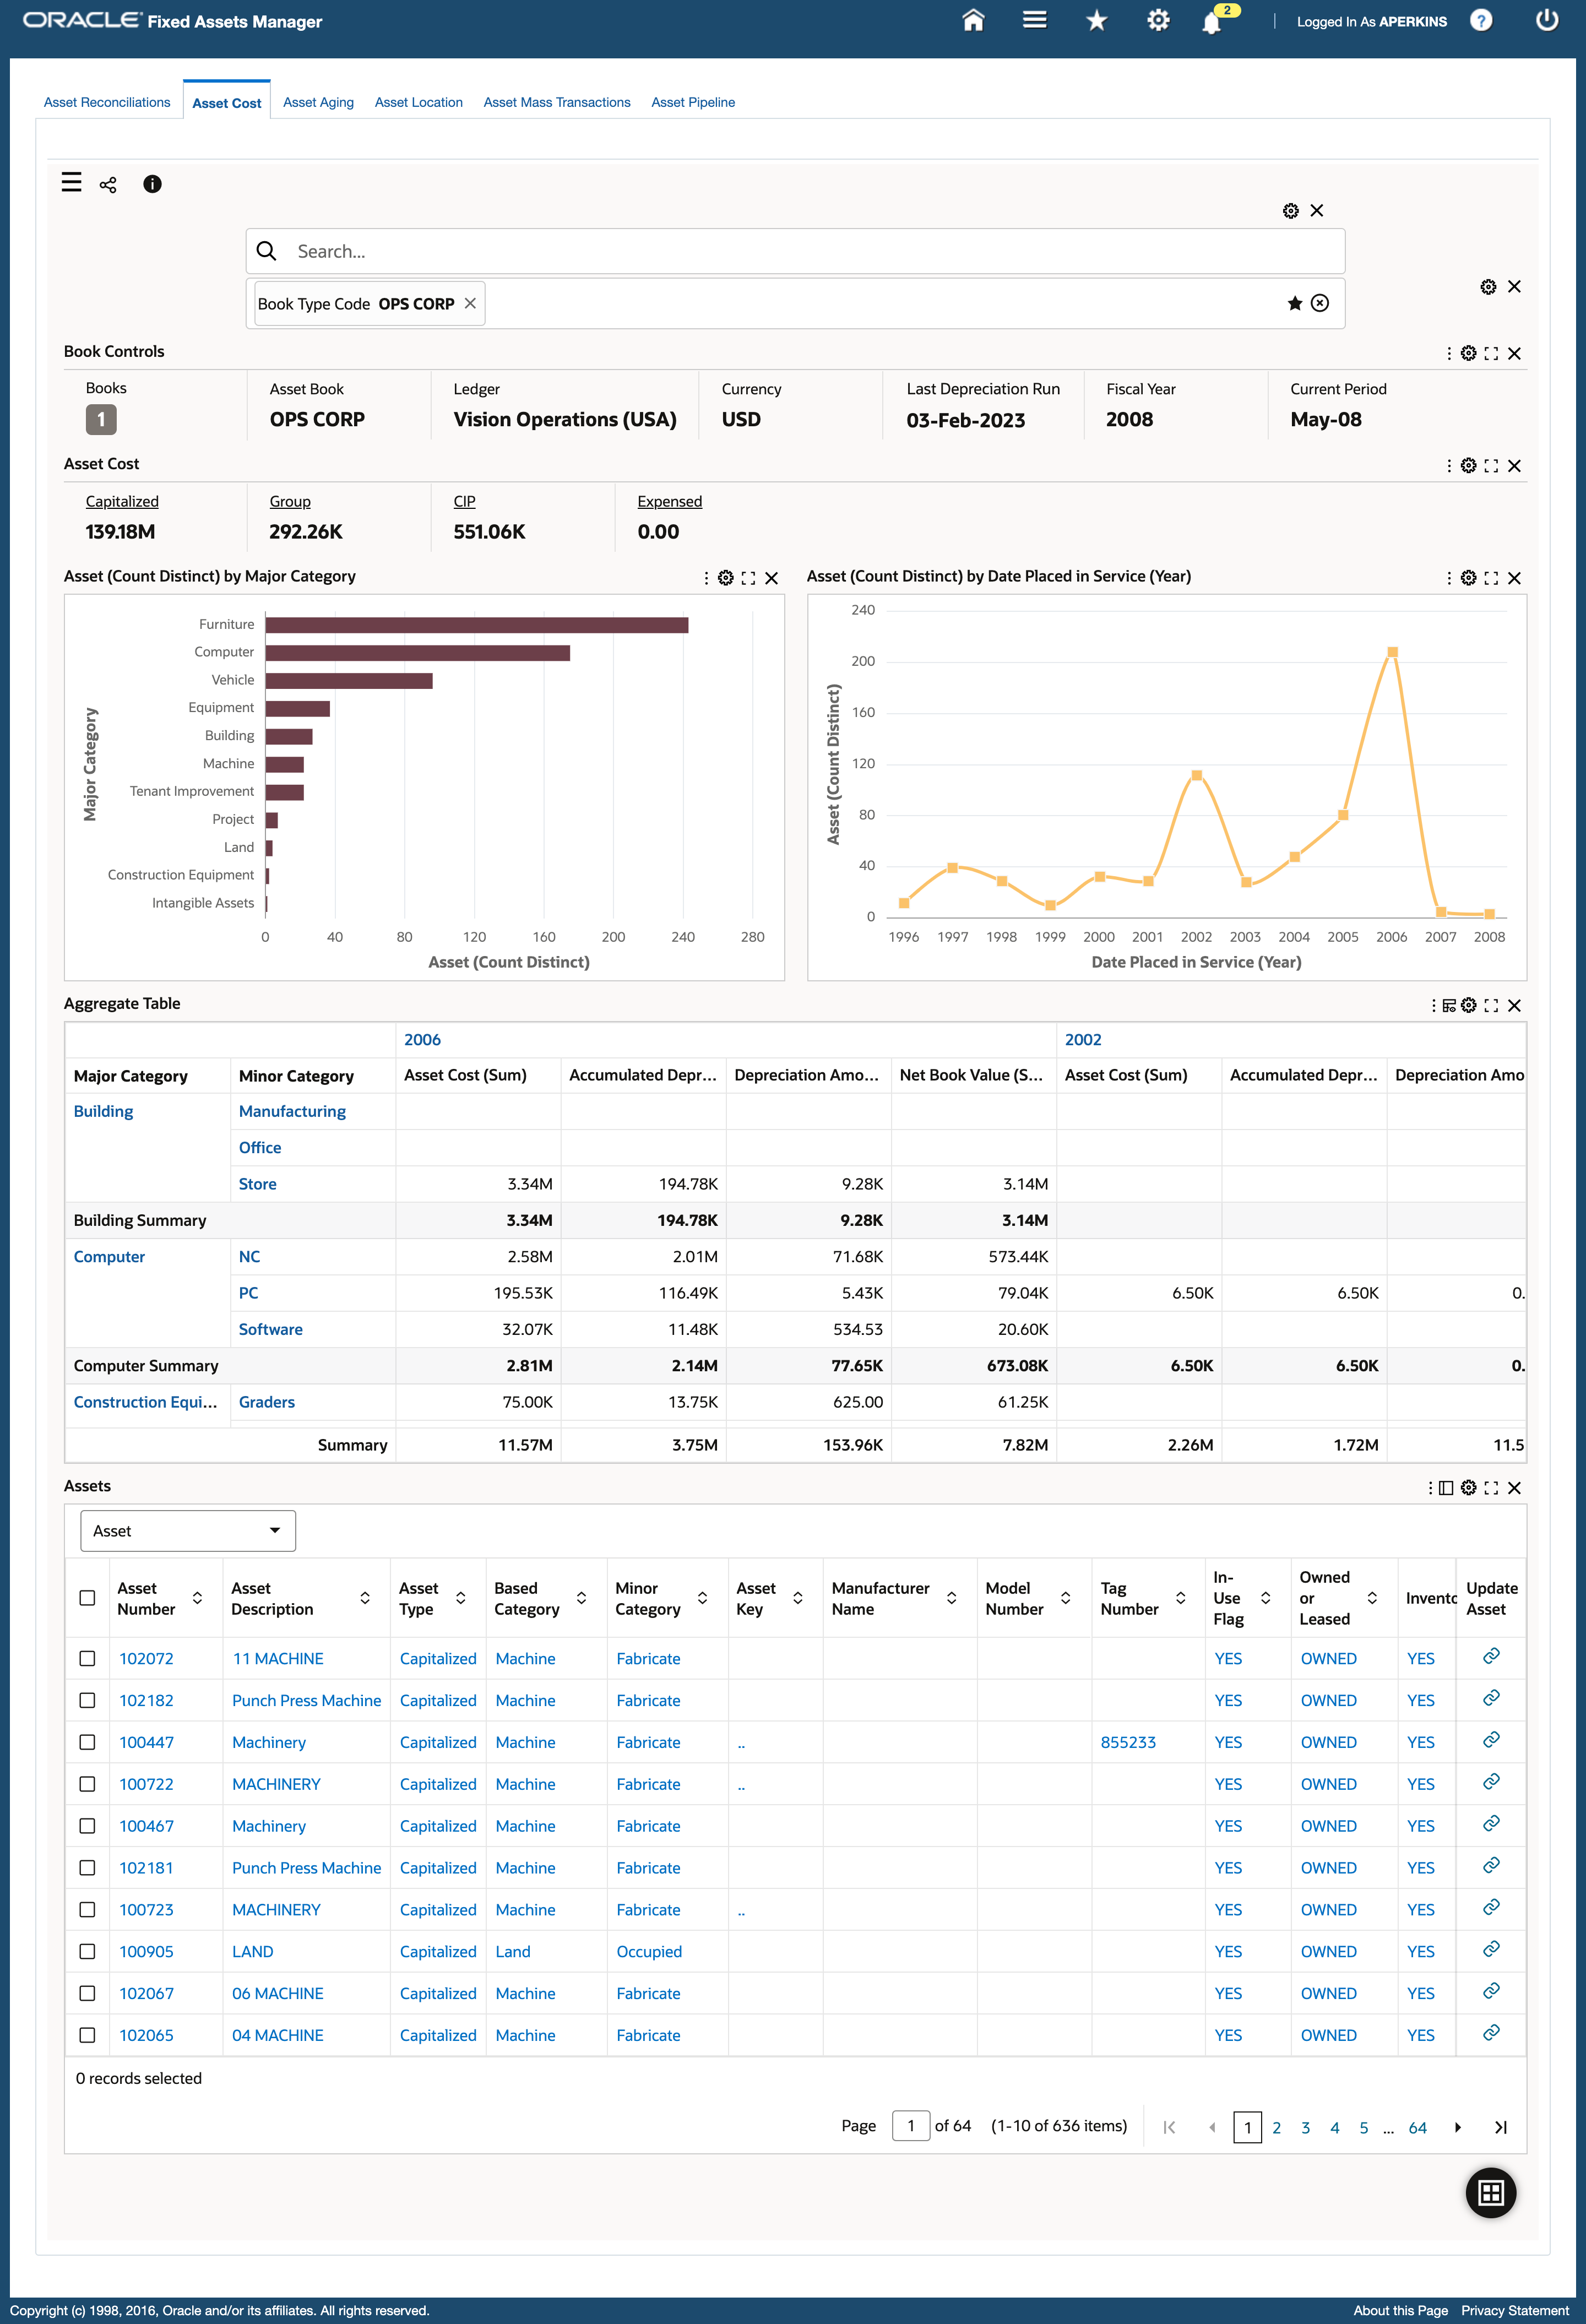 ORACLE Fixed Assets Manager
2
Logged In As APERKINS
Asset Reconciliations Asset Cost Asset Aging Asset Location Asset Mass Transactions Asset Pipeline
Search...
Book Type Code OPS CORP
Book Controls
Books Asset Book Ledger Currency Last Depreciation Run Fiscal Year Current Period
1 OPS CORP Vision Operations (USA) USD 03-Feb-2023 2008 May-08
Asset Cost
Capitalized Group CIP Expensed
139.18M 292.26K 551.06K 0.00
Asset (Count Distinct) by Major Category
Major Category
Furniture
Computer
Vehicle
Equipment
Building
Machine
Tenant Improvement
Project
Land
Construction Equipment
Intangible Assets
0 40 80 120 160 200 240 280
Asset (Count Distinct)
Asset (Count Distinct) by Date Placed in Service (Year)
Asset (Count Distinct)
240
200
160
120
80
40
0
1996 1997 1998 1999 2000 2001 2002 2003 2004 2005 2006 2007 2008
Date Placed in Service (Year)
Aggregate Table
2006 2002
Major Category Minor Category Asset Cost (Sum) Accumulated Depr... Depreciation Amo... Net Book Value (S... Asset Cost (Sum) Accumulated Depr... Depreciation Amo
Building Manufacturing
Office
Store 3.34M 194.78K 9.28K 3.14M
Building Summary 3.34M 194.78K 9.28K 3.14M
Computer NC 2.58M 2.01M 71.68K 573.44K
PC 195.53K 116.49K 5.43K 79.04K 6.50K 6.50K 0.
Software 32.07K 11.48K 534.53 20.60K
Computer Summary 2.81M 2.14M 77.65K 673.08K 6.50K 6.50K 0.
Construction Equi... Graders 75.00K 13.75K 625.00 61.25K
Summary 11.57M 3.75M 153.96K 7.82M 2.26M 1.72M 11.5
Assets
Asset
Asset Number Asset Description Asset Type Based Category Minor Category Asset Key Manufacturer Name Model Number Tag Number In-Use Flag Owned or Leased Invento Update Asset
102072 11 MACHINE Capitalized Machine Fabricate YES OWNED YES
102182 Punch Press Machine Capitalized Machine Fabricate YES OWNED YES
100447 Machinery Capitalized Machine Fabricate .. 855233 YES OWNED YES
100722 MACHINERY Capitalized Machine Fabricate .. YES OWNED YES
100467 Machinery Capitalized Machine Fabricate YES OWNED YES
102181 Punch Press Machine Capitalized Machine Fabricate YES OWNED YES
100723 MACHINERY Capitalized Machine Fabricate .. YES OWNED YES
100905 LAND Capitalized Land Occupied YES OWNED YES
102067 06 MACHINE Capitalized Machine Fabricate YES OWNED YES
102065 04 MACHINE Capitalized Machine Fabricate YES OWNED YES
0 records selected
Page 1 of 64 (1-10 of 636 items) 1 2 3 4 5 ... 64
Copyright (c) 1998, 2016, Oracle and/or its affiliates. All rights reserved.
About this Page Privacy Statement